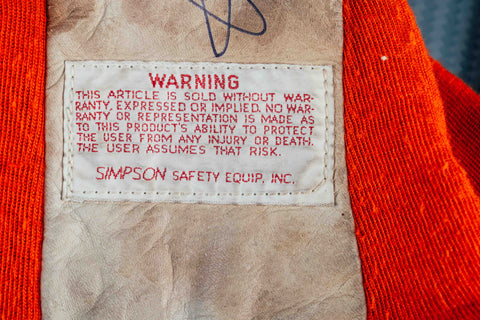 WARNING
THIS ARTICLE IS SOLD WITHOUT WAR-
RANTY, EXPRESSED OR IMPLIED. NO WAR-
RANTY OR REPRESENTATION IS MADE AS
TO THIS PRODUCT'S ABILITY TO PROTECT
THE USER FROM ANY INJURY OR DEATH.
THE USER ASSUMES THAT RISK.
SIMPSON SAFETY EQUIP, INC.